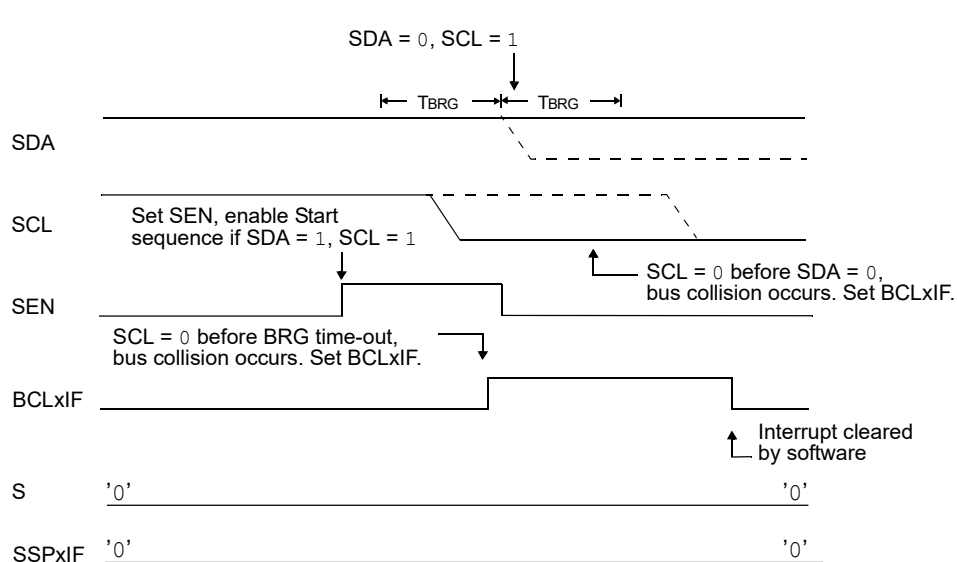 SDA = 0, SCL = 1
TBRG TBRG
SDA
SCL
Set SEN, enable Start
sequence if SDA = 1, SCL = 1
SCL = 0 before SDA = 0,
bus collision occurs. Set BCLxIF.
SEN
SCL = 0 before BRG time-out,
bus collision occurs. Set BCLxIF.
BCLxIF
Interrupt cleared
by software
S '0' '0'
SSPxIF '0' '0'